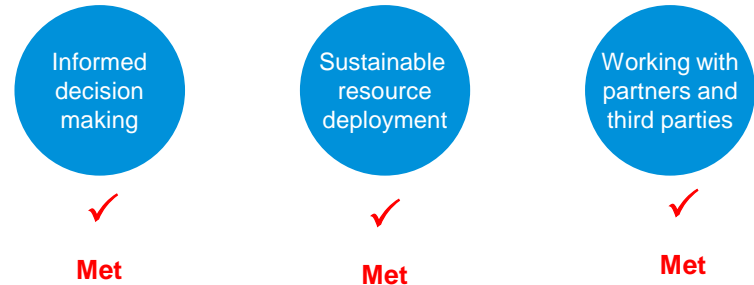 Informed
decision
making
Sustainable
resource
deployment
Working with
partners and
third parties
Met
Met
Met